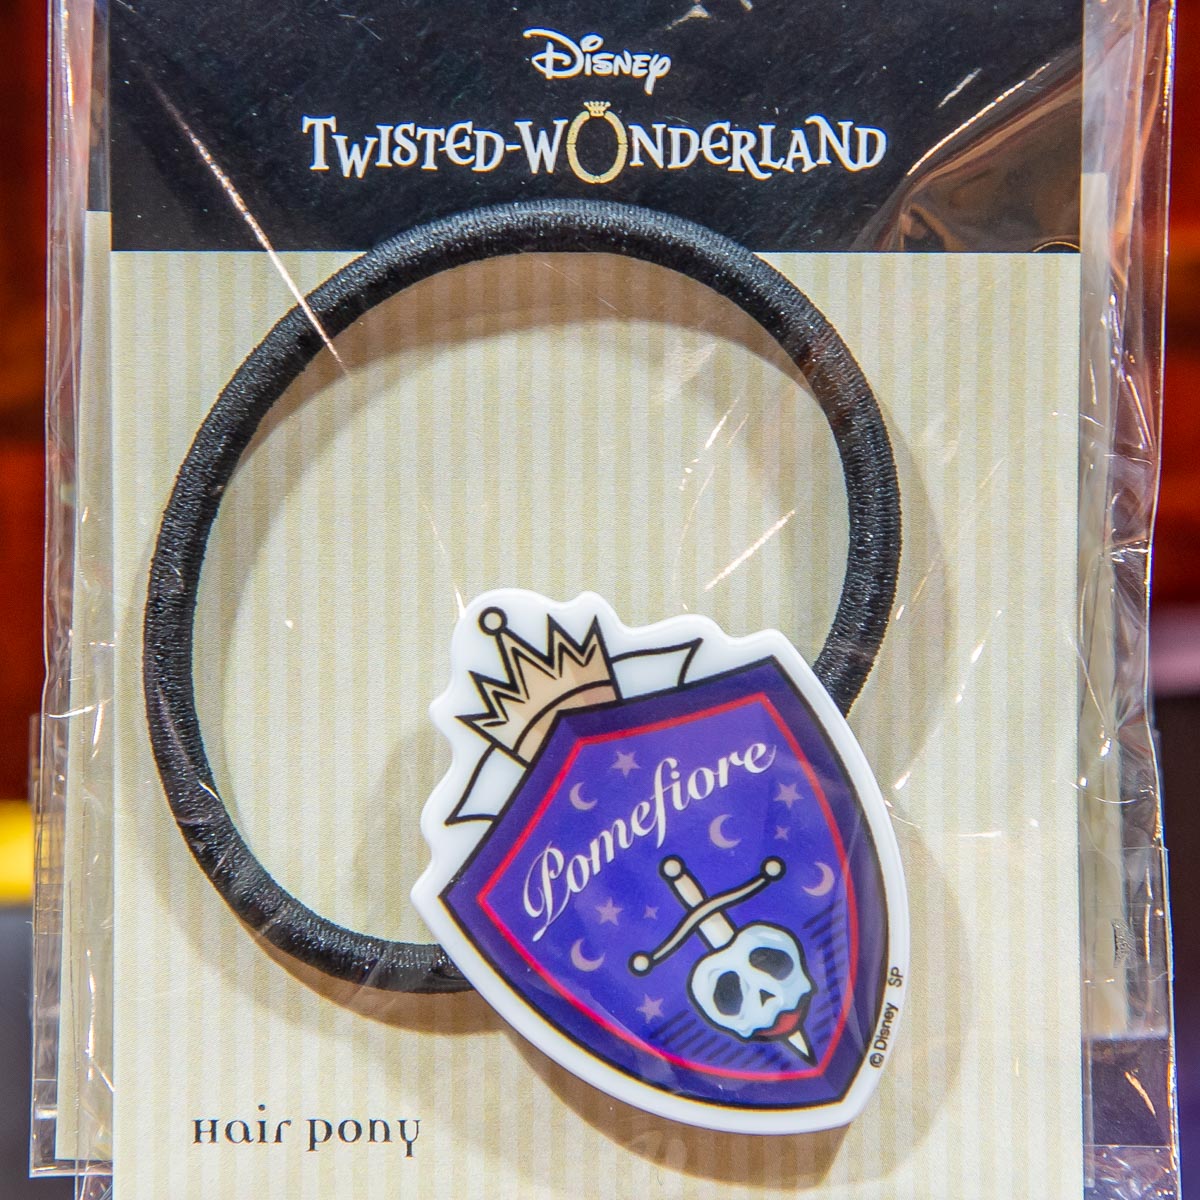 Disney
TWISTED-WONDERLAND
Pomefiore
©Disney SP
Hair pony